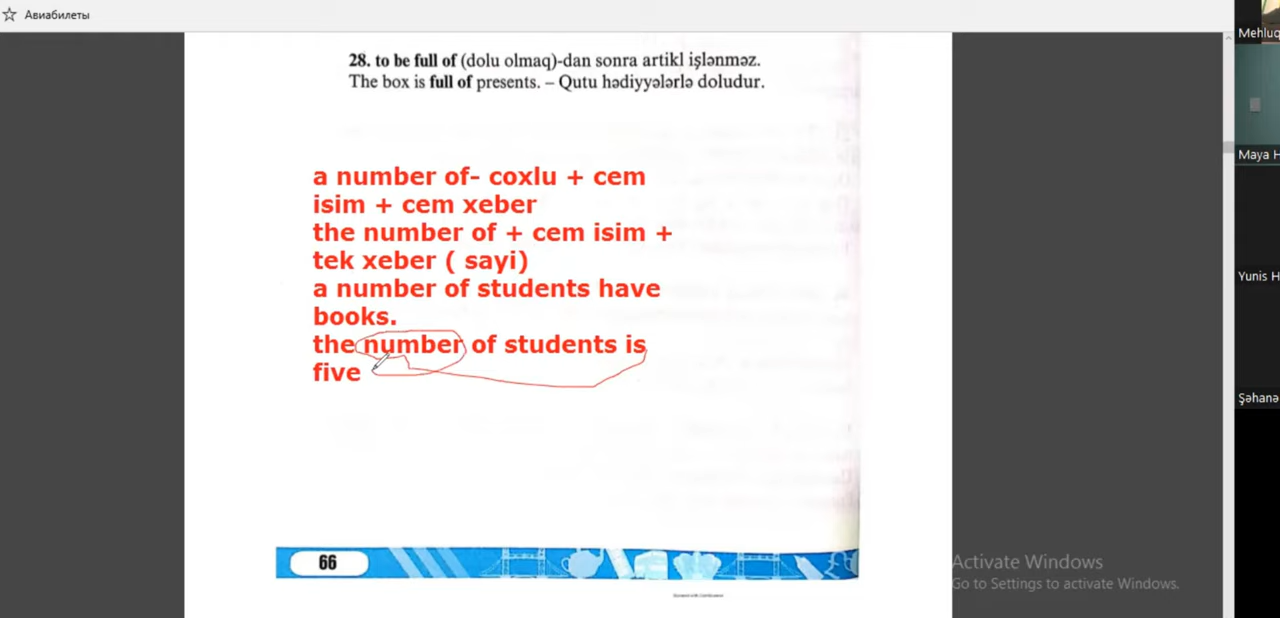 Авиабилеты
Mehluq
28. to be full of (dolu olmaq)-dan sonra artikl işlənməz.
The box is full of presents. – Qutu hədiyyələrlə doludur.
Maya H
a number of- coxlu + cem
isim + cem xeber
the number of + cem isim +
tek xeber ( sayi)
a number of students have
books.
the number of students is
five
Yunis H
Şəhanə
66
Activate Windows
Go to Settings to activate Windows.